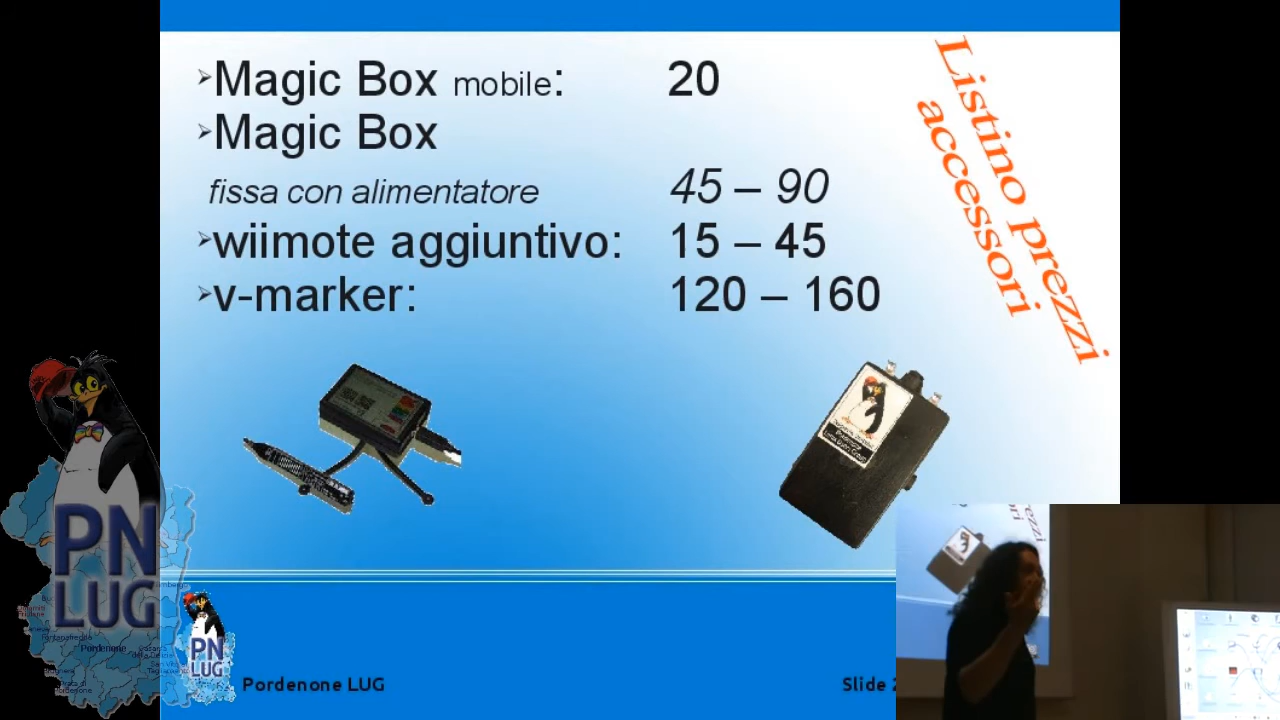 ➢Magic Box mobile: 20
➢Magic Box
fissa con alimentatore 45 – 90
➢wiimote aggiuntivo: 15 – 45
➢v-marker: 120 – 160
Listino prezzi
accessori
PN
LUG
Pordenone
PN
LUG
Pordenone LUG
Slide